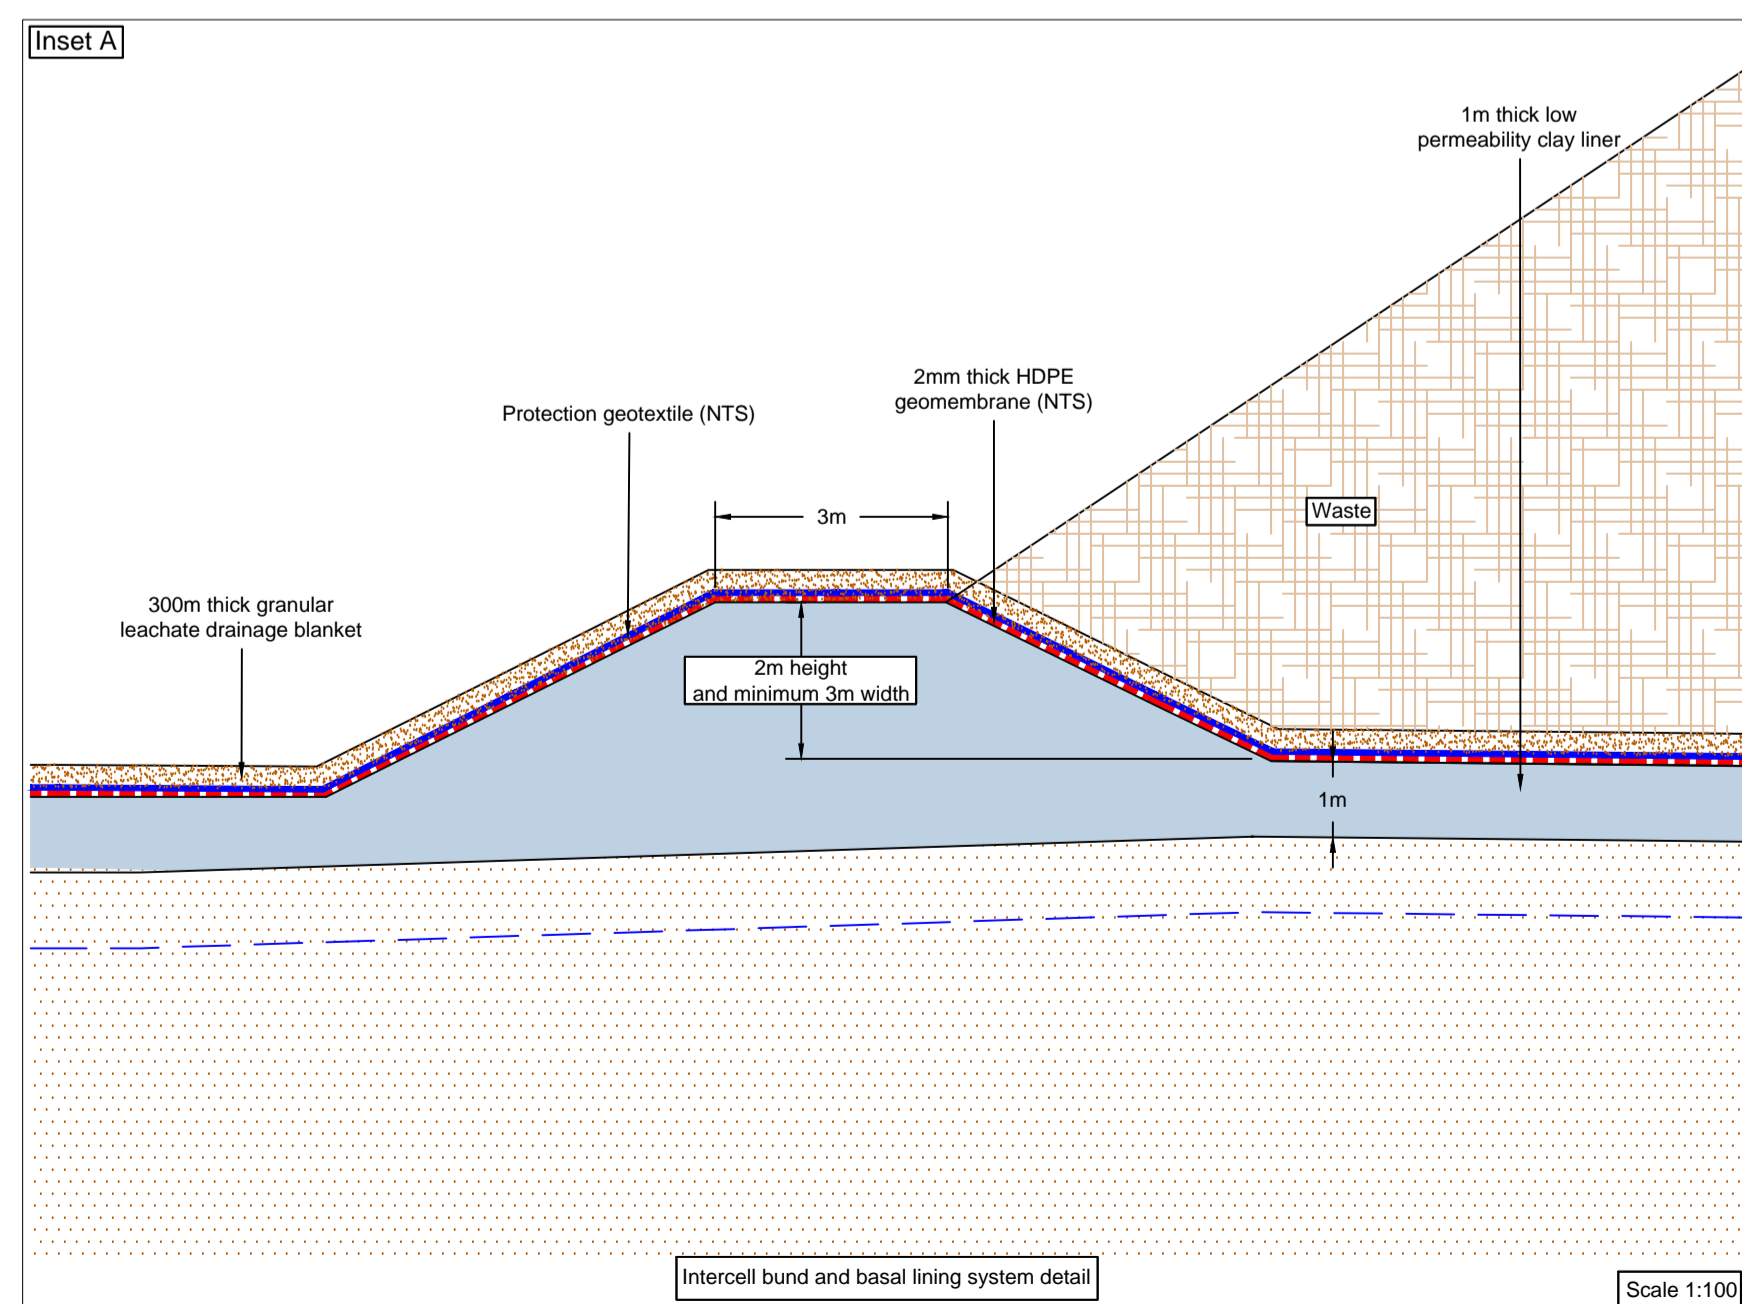 Inset A
1m thick low
permeability clay liner
2mm thick HDPE
geomembrane (NTS)
Protection geotextile (NTS)
Waste
3m
300m thick granular
leachate drainage blanket
2m height
and minimum 3m width
1m
Intercell bund and basal lining system detail
Scale 1:100